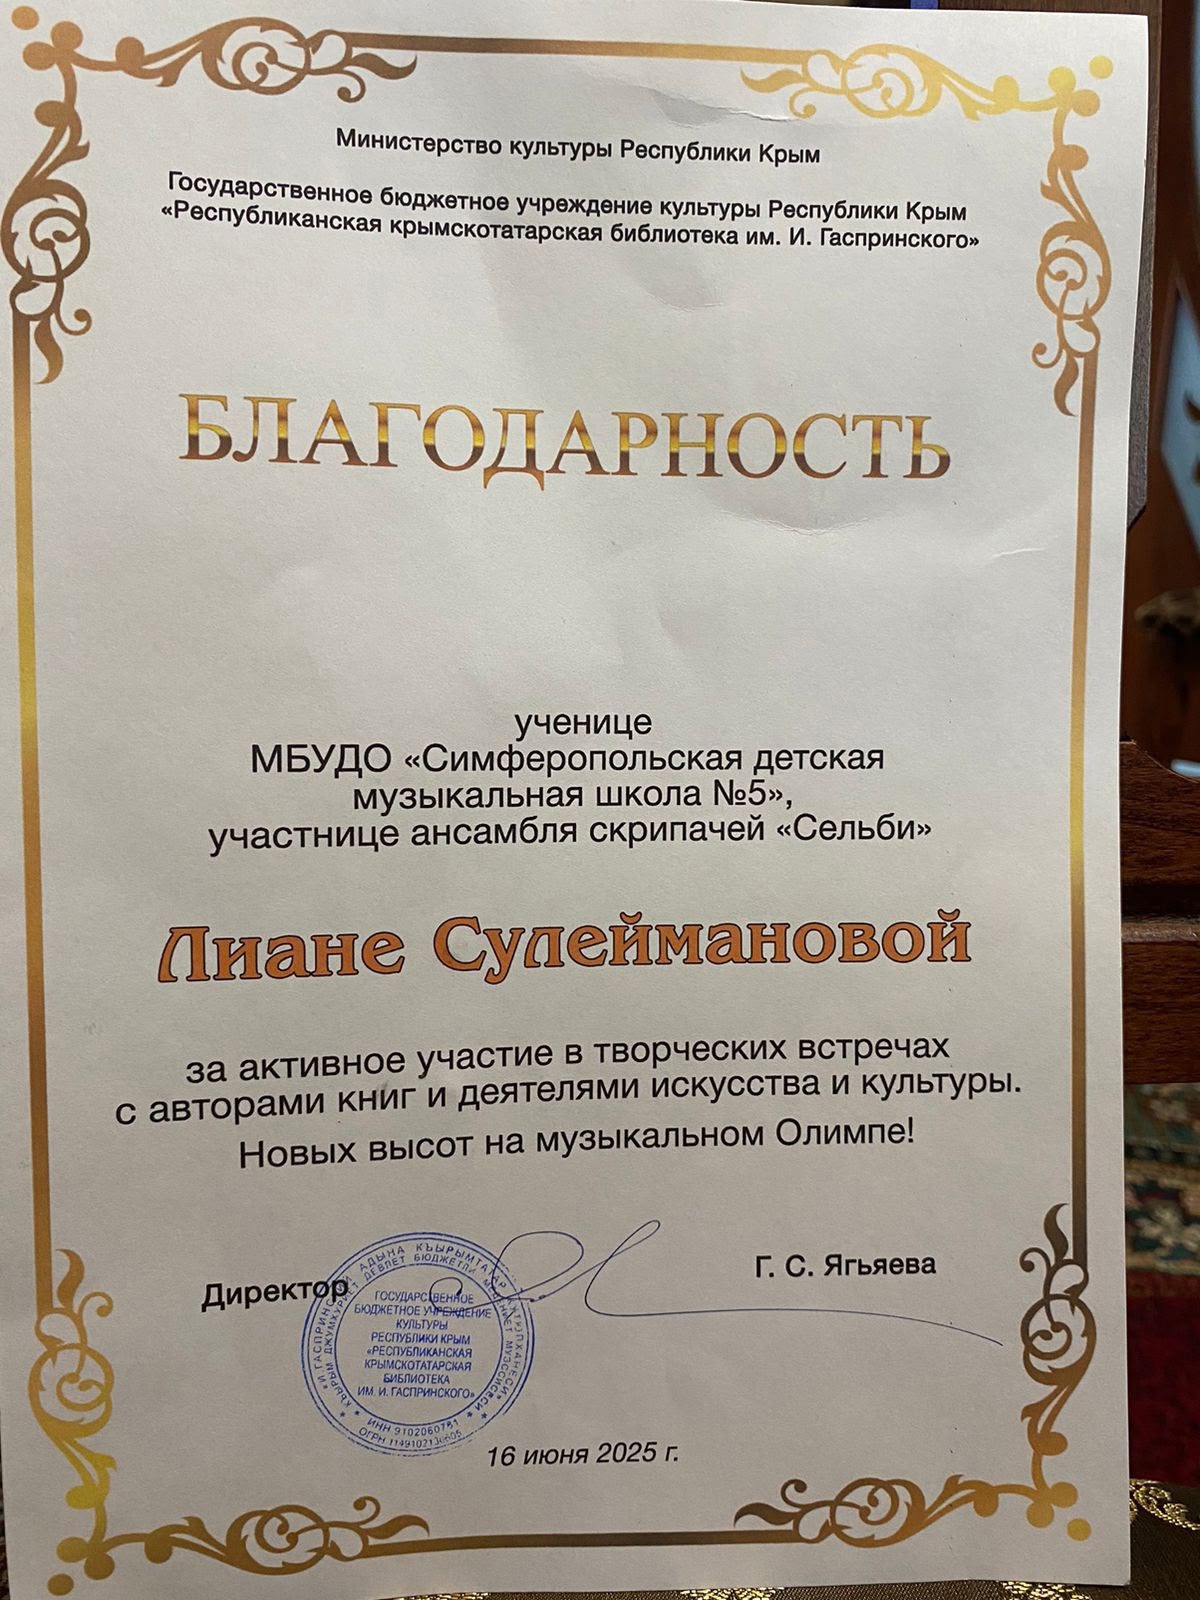 Министерство культуры Республики Крым
Государственное бюджетное учреждение культуры Республики Крым
«Республиканская крымскотатарская библиотека им. И. Гаспринского»
БЛАГОДАРНОСТЬ
ученице
МБУДО «Симферопольская детская
музыкальная школа №5»,
участнице ансамбля скрипачей «Сельби»
Лиане Сулеймановой
за активное участие в творческих встречах
с авторами книг и деятелями искусства и культуры.
Новых высот на музыкальном Олимпе!
Директор
Г. С. Ягьяева
ГОСУДАРСТВЕННОЕ
БЮДЖЕТНОЕ УЧРЕЖДЕНИЕ
КУЛЬТУРЫ
РЕСПУБЛИКИ КРЫМ
«РЕСПУБЛИКАНСКАЯ
КРЫМСКОТАТАРСКАЯ
БИБЛИОТЕКА
ИМ. И. ГАСПРИНСКОГО»
ИНН 9102060781
16 июня 2025 г.